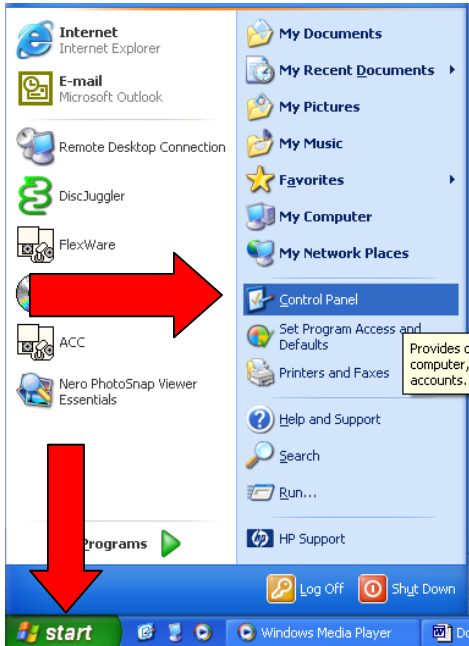 Internet
Internet Explorer
E-mail
Microsoft Outlook
Remote Desktop Connection
DiscJuggler
FlexWare
ACC
Nero PhotoSnap Viewer
Essentials
Programs
My Documents
My Recent Documents
My Pictures
My Music
Favorites
My Computer
My Network Places
Control Panel
Set Program Access and
Defaults
Provides
computer,
accounts.
Printers and Faxes
Help and Support
Search
Run...
HP Support
Log Off
Shut Down
start
Windows Media Player